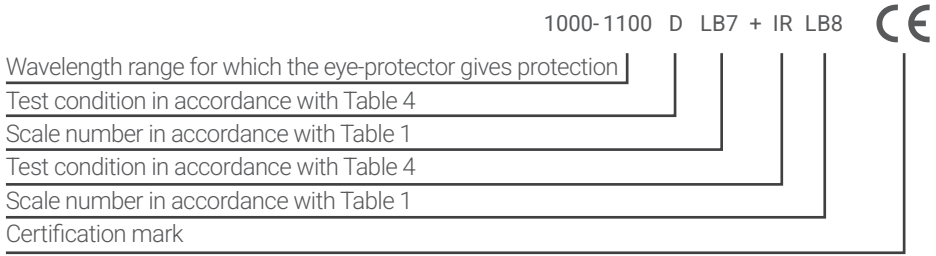 1000-1100 D LB7 + IR LB8 CE
Wavelength range for which the eye-protector gives protection
Test condition in accordance with Table 4
Scale number in accordance with Table 1
Test condition in accordance with Table 4
Scale number in accordance with Table 1
Certification mark